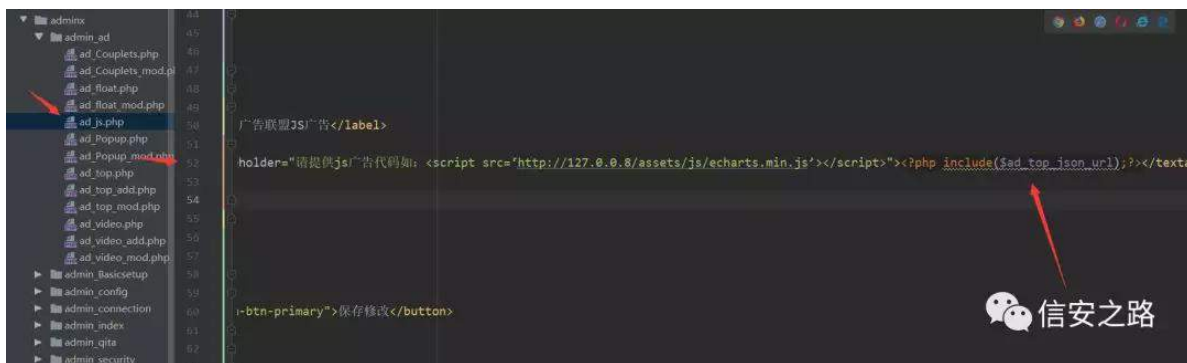 adminx
admin_ad
ad_Couplets.php
ad_Couplets_mod.pl
ad_float.php
ad_float_mod.php
ad_js.php
ad_Popup.php
ad_Popup_mod.php
ad_top.php
ad_top_add.php
ad_top_mod.php
ad_video.php
ad_video_add.php
ad_video_mod.php
admin_Basicsetup
admin_config
admin_connection
admin_index
admin_qita
admin_security
44
45
46
47
48
49
50
广告联盟JS广告</label>
51
52
holder="请提供js广告代码如：<script src='http://127.0.0.8/assets/js/echarts.min.js'></script>"><?php include($ad_top_json_url);?></texta
53
54
55
56
57
58
59
60
-btn-primary">保存修改</button>
61
62
信安之路